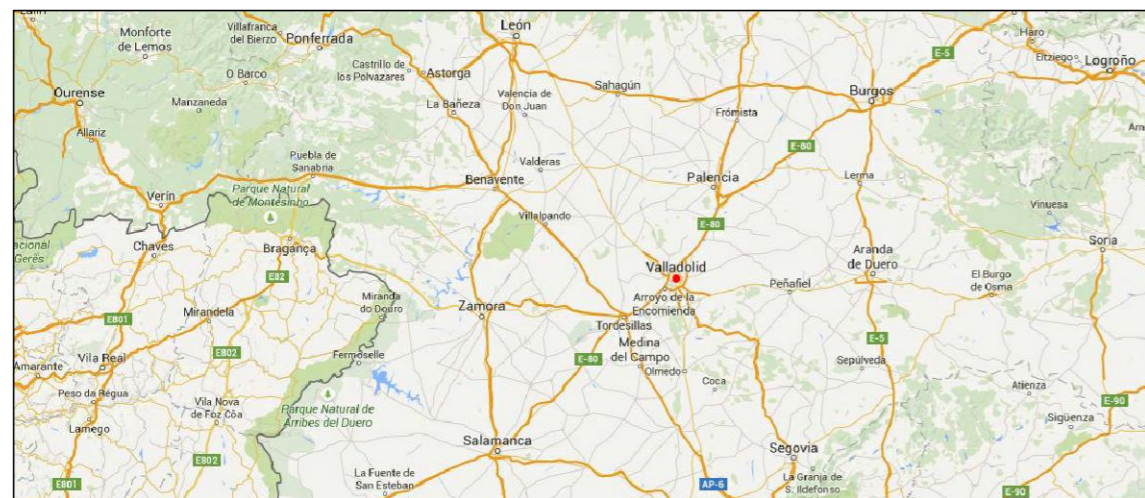 Lalín
León
Villafranca
del Bierzo
Ponferrada
Monforte
de Lemos
Haro
Eltziego
Logroño
E-5
Castrillo de
los Polvazares
Astorga
O Barco
Sahagún
Burgos
Ourense
Manzaneda
La Bañeza
Valencia de
Don Juan
Frómista
Allariz
E-80
Puebla de
Sanabria
Valderas
Benavente
Palencia
Lerma
Verín
Parque Natural
de Montesinho
Villalpando
E-80
Vinuesa
Chaves
Bragança
Soria
acional
Gerês
E82
Valladolid
Aranda
de Duero
El Burgo
de Osma
Peñafiel
Arroyo de la
Encomienda
Miranda
do Douro
Zamora
Mirandela
E801
Tordesillas
E-5
E802
Vila Real
Amarante
Fermoselle
E-80
Medina
del Campo
Olmedo
Sepúlveda
Coca
Atienza
Peso da Régua
Vila Nova
de Foz Côa
Parque Natural de
Arribes del Duero
E-90
Sigüenza
Lamego
Salamanca
Segovia
E802
La Fuente de
San Esteban
La Granja de
S. Ildefonso
E801
AP-6
E-90